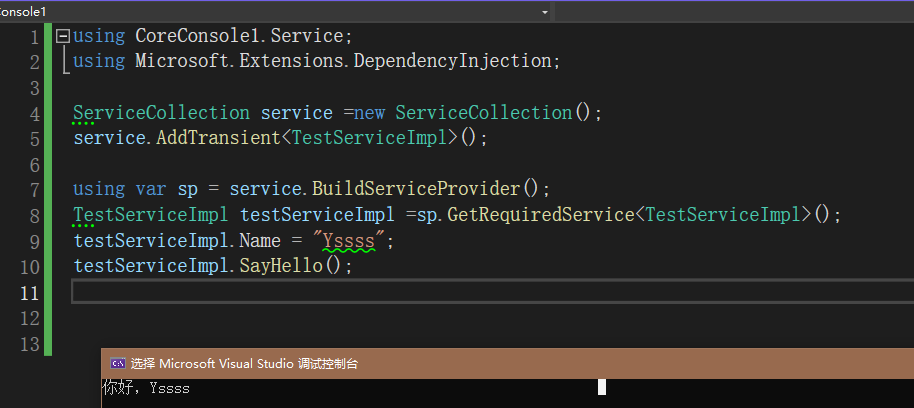 Console1
1 using CoreConsole1.Service;
2 using Microsoft.Extensions.DependencyInjection;
3
4 ServiceCollection service =new ServiceCollection();
5 service.AddTransient<TestServiceImpl>();
6
7 using var sp = service.BuildServiceProvider();
8 TestServiceImpl testServiceImpl =sp.GetRequiredService<TestServiceImpl>();
9 testServiceImpl.Name = "Yssss";
10 testServiceImpl.SayHello();
11
12
13
选择 Microsoft Visual Studio 调试控制台
你好，Yssss